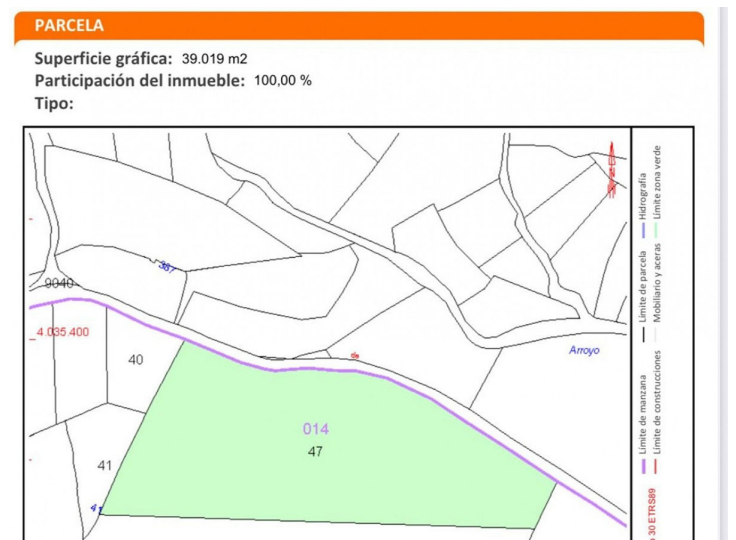 PARCELA
Superficie gráfica: 39.019 m2
Participación del inmueble: 100,00 %
Tipo:
387
9040
4.035.400
40
de
Arroyo
014
47
41
Límite de manzana
Límite de parcela
Hidrografía
Límite de construcciones
Mobiliario y aceras
Límite zona verde
30 ETRS89